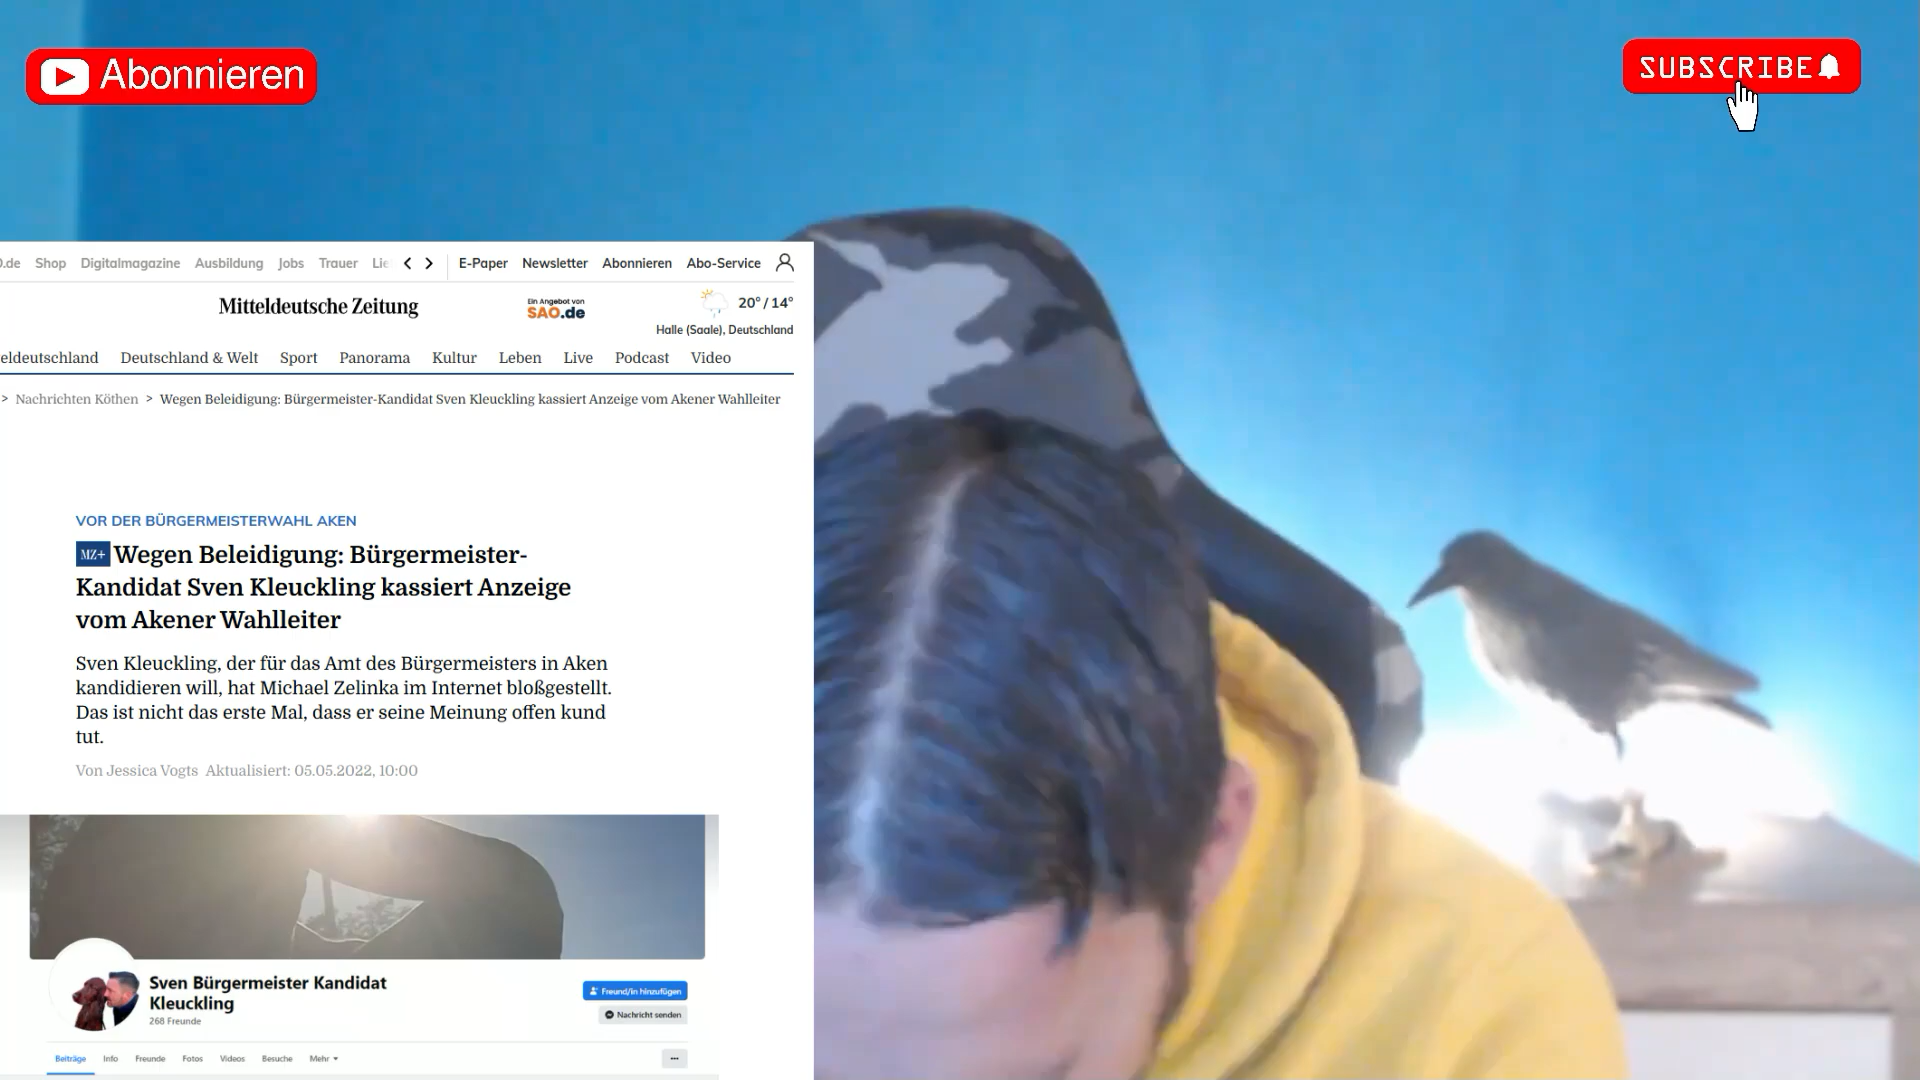 Abonnieren
SUBSCRIBE
.de Shop Digitalmagazine Ausbildung Jobs Trauer Lie E-Paper Newsletter Abonnieren Abo-Service
Mitteldeutsche Zeitung
Ein Angebot von
SAO.de
20° / 14°
Halle (Saale), Deutschland
eldeutschland Deutschland & Welt Sport Panorama Kultur Leben Live Podcast Video
> Nachrichten Köthen > Wegen Beleidigung: Bürgermeister-Kandidat Sven Kleuckling kassiert Anzeige vom Akener Wahlleiter
VOR DER BÜRGERMEISTERWAHL AKEN
MZ+ Wegen Beleidigung: Bürgermeister-
Kandidat Sven Kleuckling kassiert Anzeige
vom Akener Wahlleiter
Sven Kleuckling, der für das Amt des Bürgermeisters in Aken
kandidieren will, hat Michael Zelinka im Internet bloßgestellt.
Das ist nicht das erste Mal, dass er seine Meinung offen kund
tut.
Von Jessica Vogts Aktualisiert: 05.05.2022, 10:00
Sven Bürgermeister Kandidat
Kleuckling
268 Freunde
Freund/in hinzufügen
Nachricht senden
Beiträge Info Freunde Fotos Videos Besuche Mehr